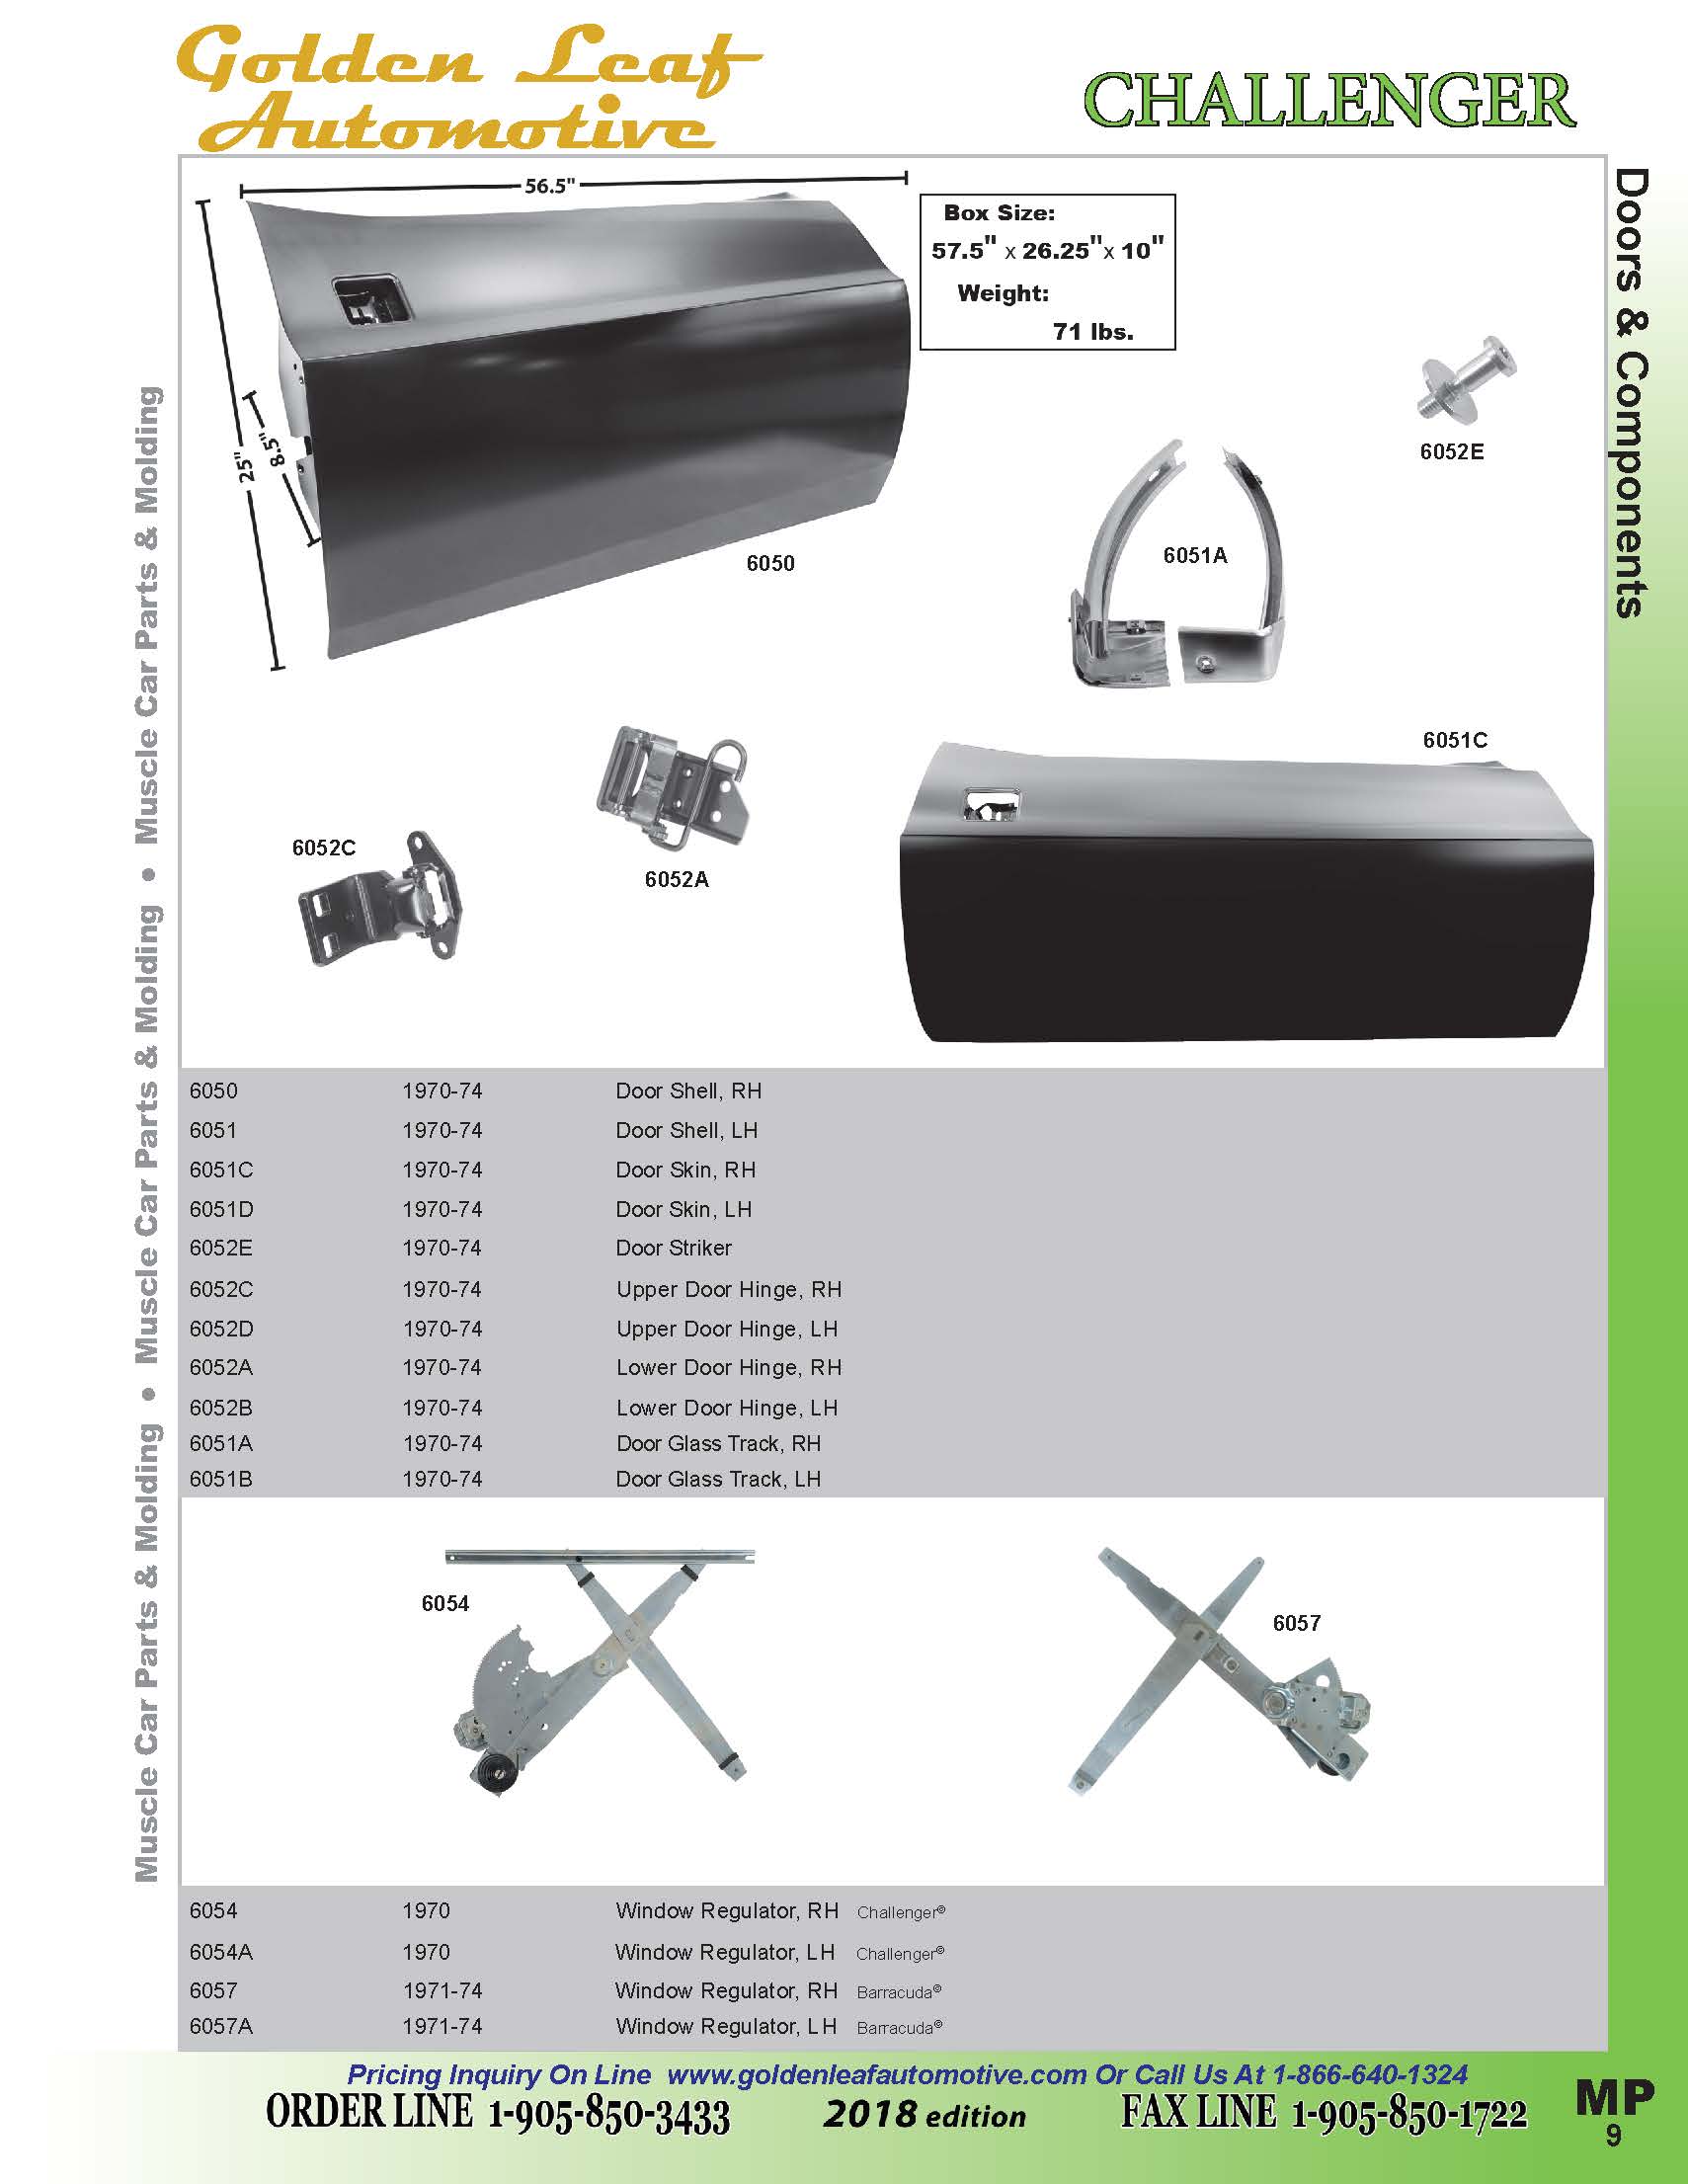 Golden Leaf
Automotive
CHALLENGER
Doors & Components
Muscle Car Parts & Molding • Muscle Car Parts & Molding • Muscle Car Parts & Molding
56.5"
25"
8.5"
Box Size:
57.5" x 26.25"x 10"
Weight:
71 lbs.
6052E
6051A
6050
6051C
6052C
6052A
6050 1970-74 Door Shell, RH
6051 1970-74 Door Shell, LH
6051C 1970-74 Door Skin, RH
6051D 1970-74 Door Skin, LH
6052E 1970-74 Door Striker
6052C 1970-74 Upper Door Hinge, RH
6052D 1970-74 Upper Door Hinge, LH
6052A 1970-74 Lower Door Hinge, RH
6052B 1970-74 Lower Door Hinge, LH
6051A 1970-74 Door Glass Track, RH
6051B 1970-74 Door Glass Track, LH
6054
6057
6054 1970 Window Regulator, RH Challenger©
6054A 1970 Window Regulator, LH Challenger©
6057 1971-74 Window Regulator, RH Barracuda©
6057A 1971-74 Window Regulator, LH Barracuda©
Pricing Inquiry On Line www.goldenleafautomotive.com Or Call Us At 1-866-640-1324
ORDER LINE 1-905-850-3433 2018 edition FAX LINE 1-905-850-1722
MP
9